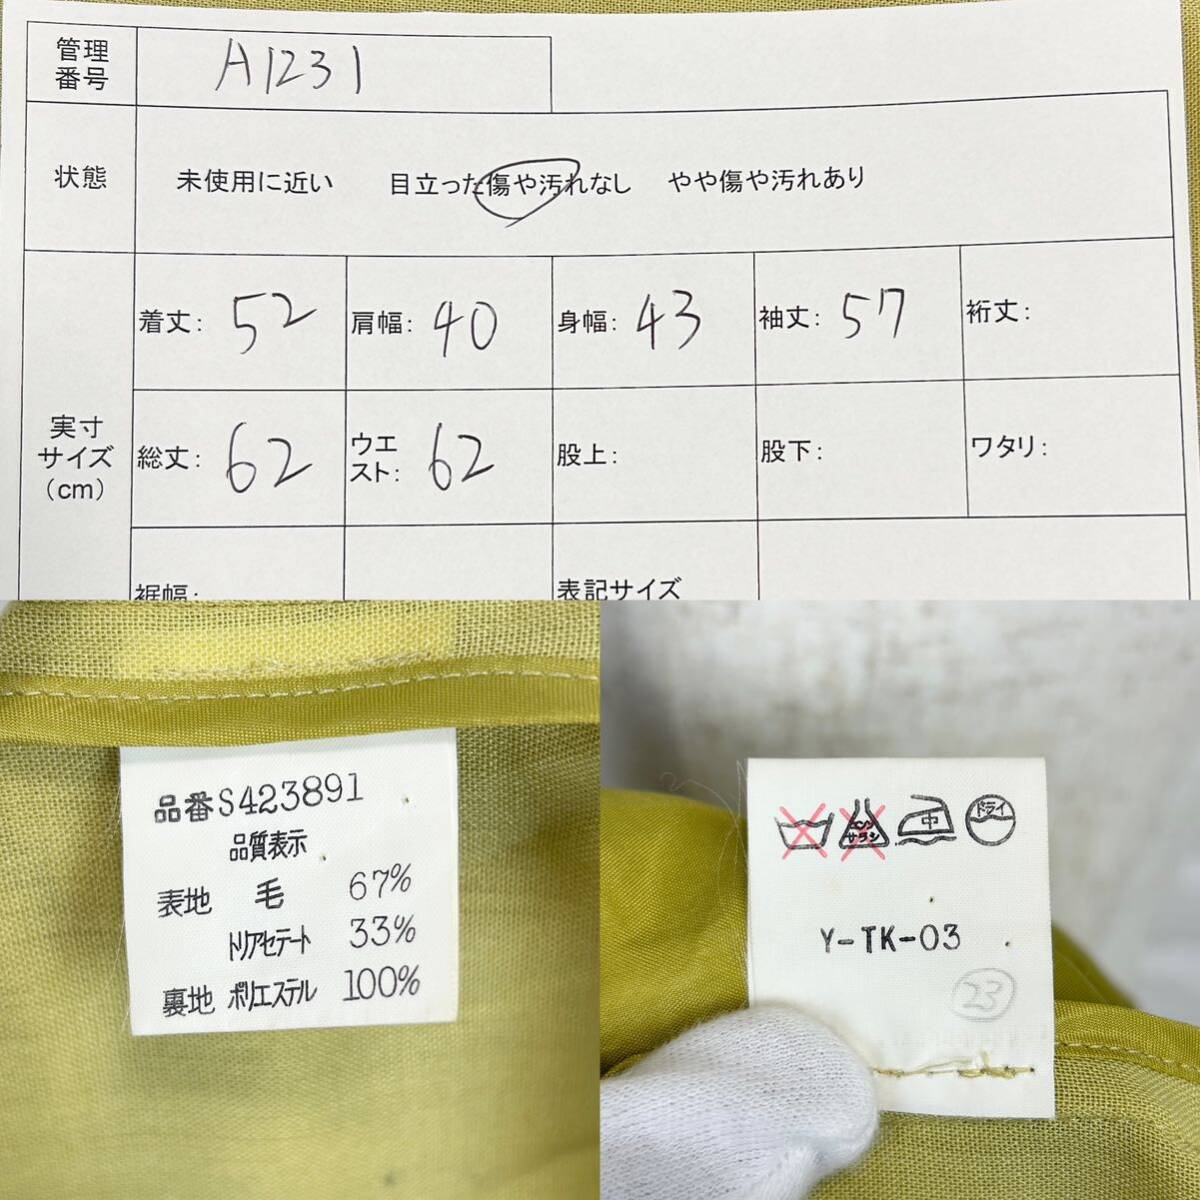 管理番号 A1231
状態 未使用に近い 目立った傷や汚れなし やや傷や汚れあり
実寸サイズ(cm)
着丈: 52 肩幅: 40 身幅: 43 袖丈: 57 裄丈:
総丈: 62 ウエスト: 62 股上: 股下: ワタリ:
裾幅: 表記サイズ
品番S423891
品質表示
表地 毛 67%
トリアセテート 33%
裏地 ポリエステル 100%
サラシ 中 ドライ
Y-TK-03
23